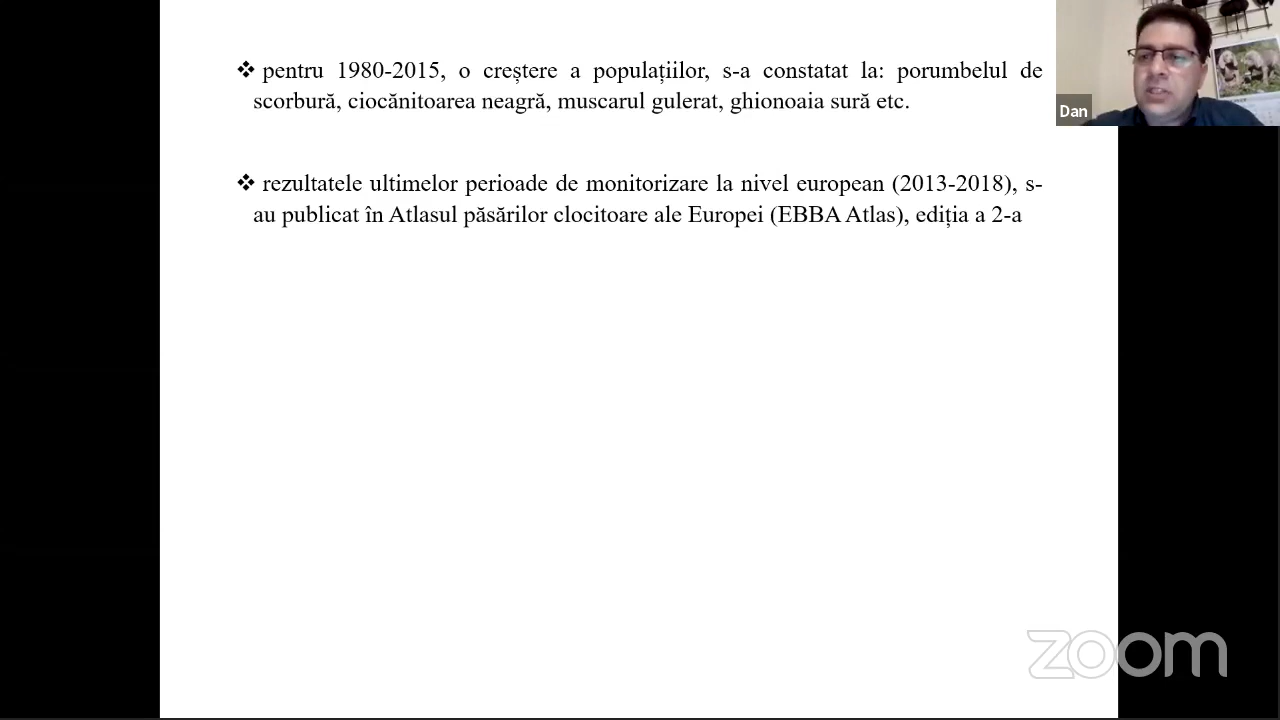 ❖ pentru 1980-2015, o creștere a populațiilor, s-a constatat la: porumbelul de
scorbură, ciocănitoarea neagră, muscarul gulerat, ghionoaia sură etc.
Dan
❖ rezultatele ultimelor perioade de monitorizare la nivel european (2013-2018), s-
au publicat în Atlasul păsărilor clocitoare ale Europei (EBBA Atlas), ediția a 2-a
zoom